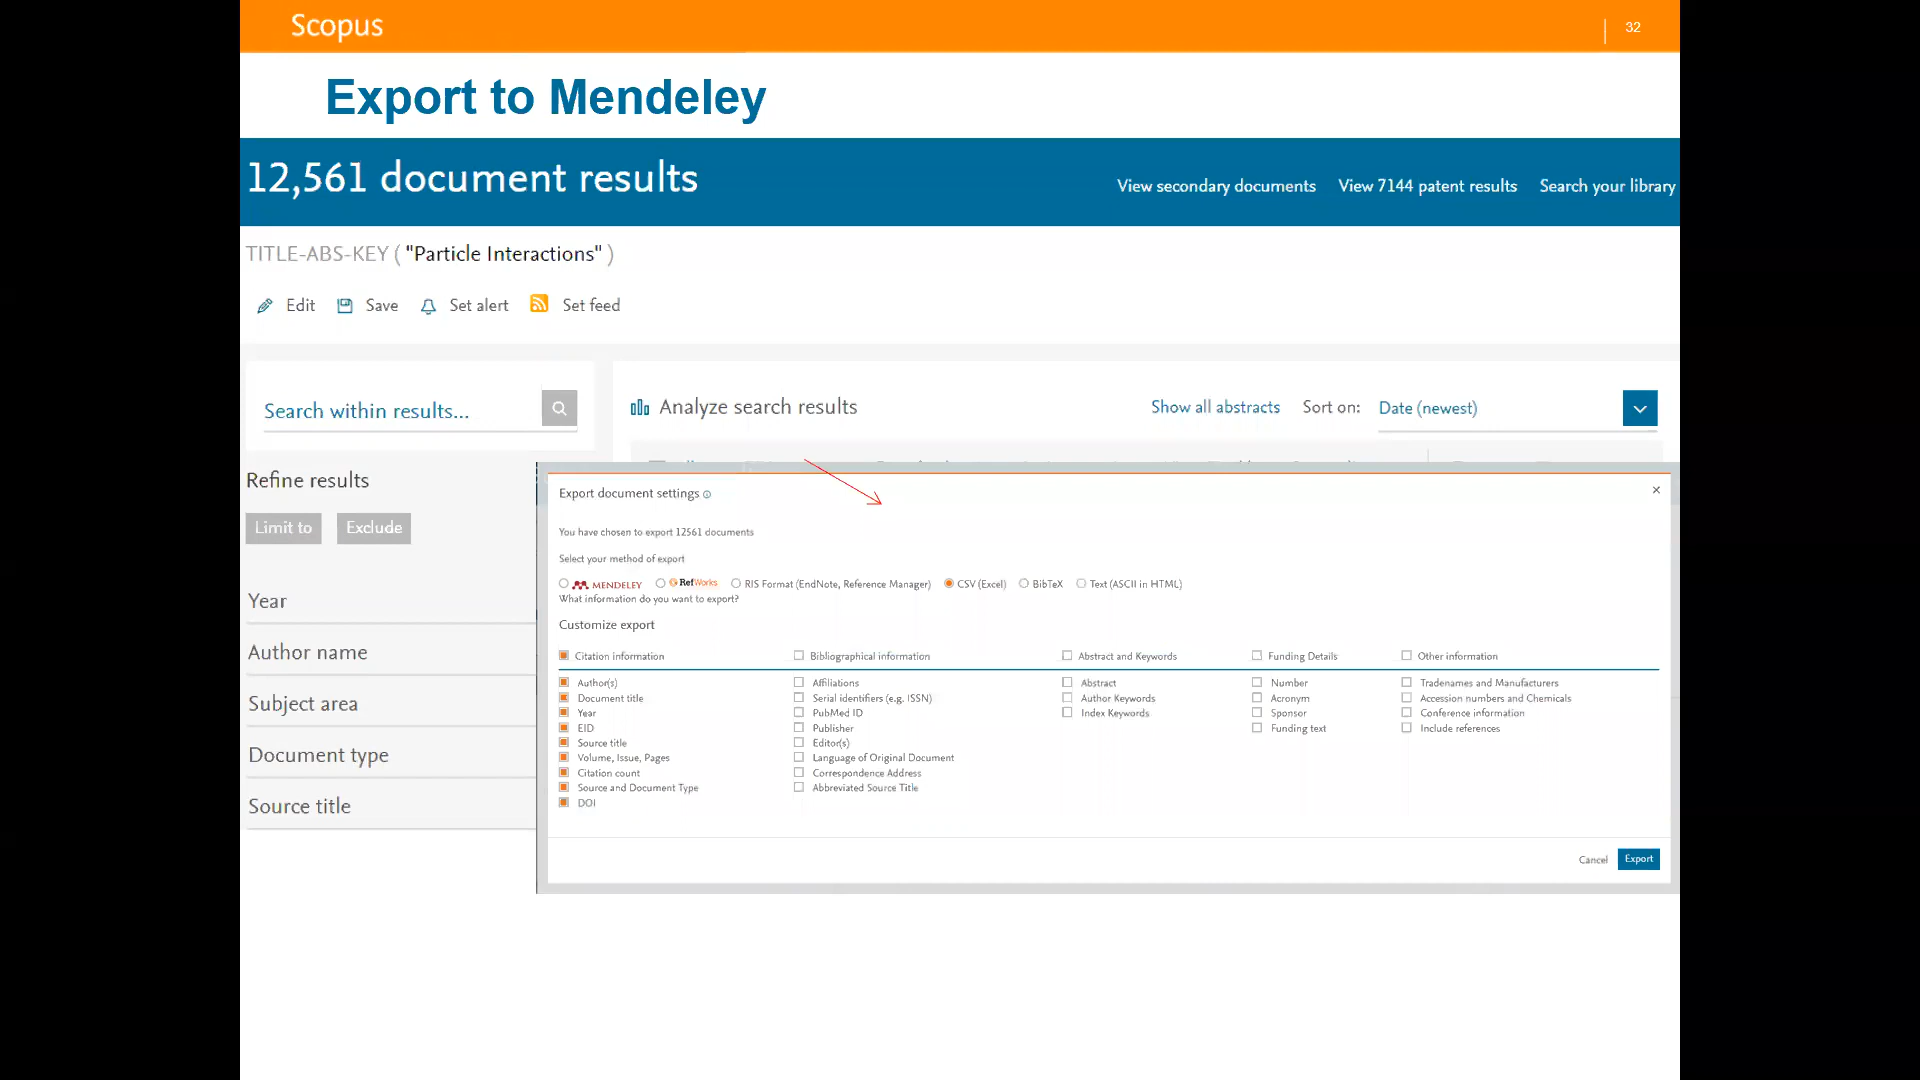 Scopus
32
Export to Mendeley
12,561 document results
View secondary documents View 7144 patent results Search your library
TITLE-ABS-KEY ( "Particle Interactions" )
Edit Save Set alert Set feed
Search within results...
Analyze search results Show all abstracts Sort on: Date (newest)
Refine results
Limit to Exclude
Year
Author name
Subject area
Document type
Source title
Export document settings
You have chosen to export 12561 documents
Select your method of export
MENDELEY RefWorks RIS Format (EndNote, Reference Manager) CSV (Excel) BibTeX Text (ASCII in HTML)
What information do you want to export?
Customize export
Citation information
Author(s)
Document title
Year
EID
Source title
Volume, Issue, Pages
Citation count
Source and Document Type
DOI
Bibliographical information
Affiliations
Serial identifiers (e.g. ISSN)
PubMed ID
Publisher
Editor(s)
Language of Original Document
Correspondence Address
Abbreviated Source Title
Abstract and Keywords
Abstract
Author Keywords
Index Keywords
Funding Details
Number
Acronym
Sponsor
Funding text
Other information
Tradenames and Manufacturers
Accession numbers and Chemicals
Conference information
Include references
Cancel Export